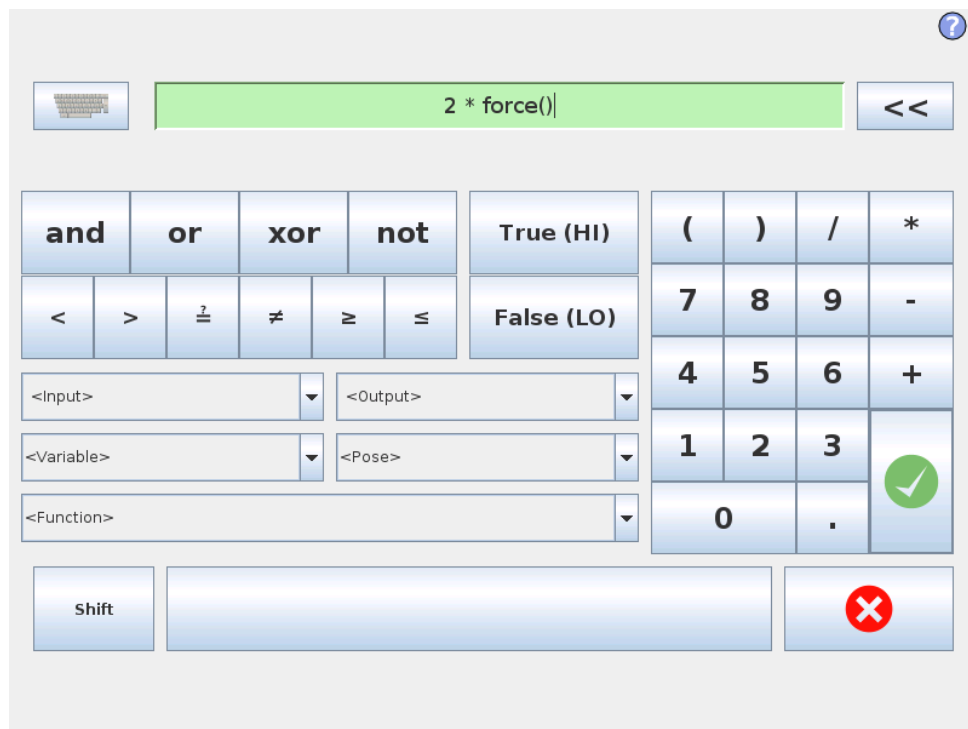 ?
2 * force()
<<
and or xor not True (HI) ( ) / *
7 8 9 -
< > ≟ ≠ ≥ ≤ False (LO)
4 5 6 +
<Input> <Output>
1 2 3
<Variable> <Pose>
<Function>
0 .
Shift